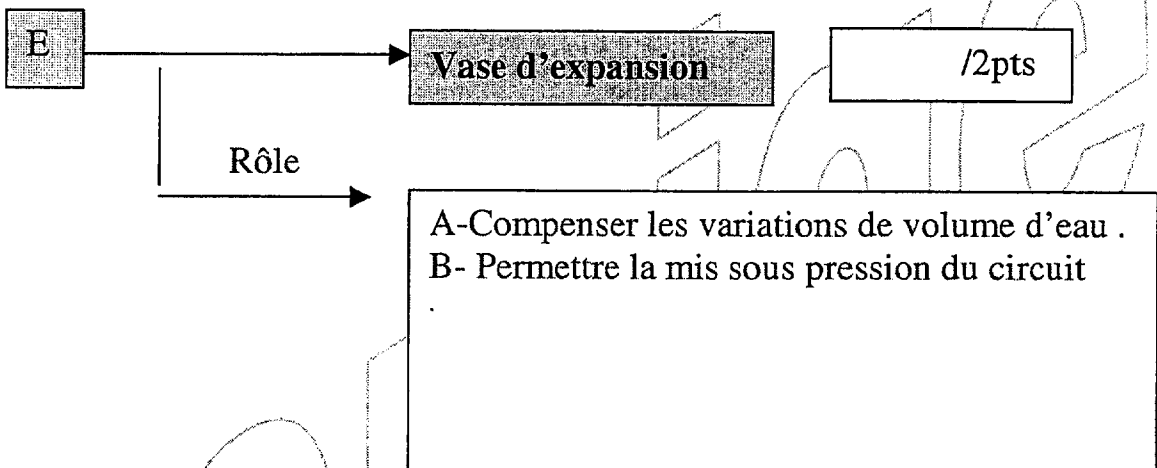 E
Vase d'expansion
/2pts
Rôle
A-Compenser les variations de volume d'eau .
B- Permettre la mis sous pression du circuit
.